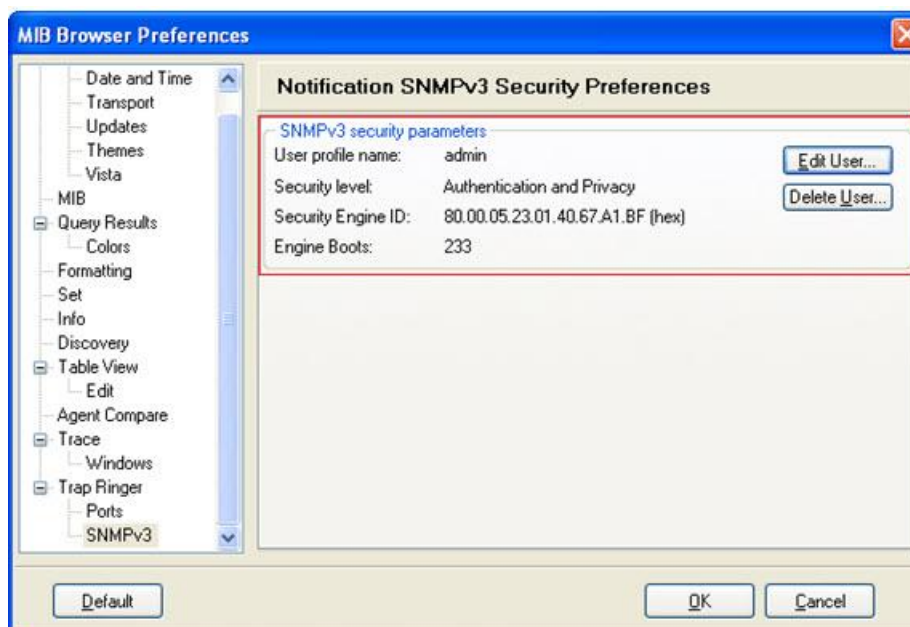 MIB Browser Preferences
Date and Time
Transport
Updates
Themes
Vista
MIB
Query Results
Colors
Formatting
Set
Info
Discovery
Table View
Edit
Agent Compare
Trace
Windows
Trap Ringer
Ports
SNMPv3
Notification SNMPv3 Security Preferences
SNMPv3 security parameters
User profile name: admin
Security level: Authentication and Privacy
Security Engine ID: 80.00.05.23.01.40.67.A1.BF (hex)
Engine Boots: 233
Edit User...
Delete User...
Default
OK
Cancel